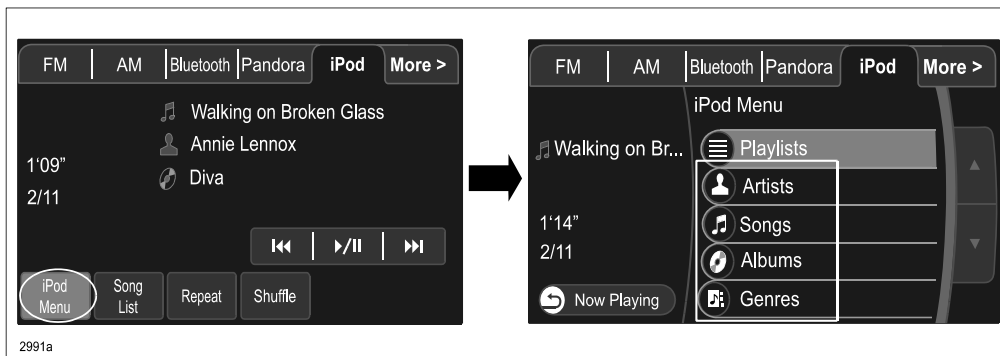 FM AM Bluetooth Pandora iPod More >
Walking on Broken Glass
Annie Lennox
1'09"
Diva
2/11
iPod Menu
Song List
Repeat
Shuffle
FM AM Bluetooth Pandora iPod More >
iPod Menu
Walking on Br...
Playlists
Artists
1'14"
Songs
2/11
Albums
Now Playing
Genres
2991a